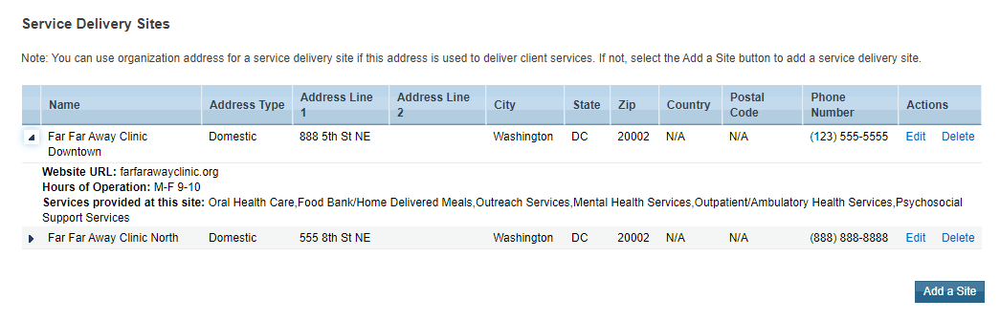 Service Delivery Sites
Note: You can use organization address for a service delivery site if this address is used to deliver client services. If not, select the Add a Site button to add a service delivery site.
Name Address Type Address Line 1 Address Line 2 City State Zip Country Postal Code Phone Number Actions
Far Far Away Clinic Downtown Domestic 888 5th St NE Washington DC 20002 N/A N/A (123) 555-5555 Edit Delete
Website URL: farfarawayclinic.org
Hours of Operation: M-F 9-10
Services provided at this site: Oral Health Care,Food Bank/Home Delivered Meals,Outreach Services,Mental Health Services,Outpatient/Ambulatory Health Services,Psychosocial
Support Services
Far Far Away Clinic North Domestic 555 8th St NE Washington DC 20002 N/A N/A (888) 888-8888 Edit Delete
Add a Site